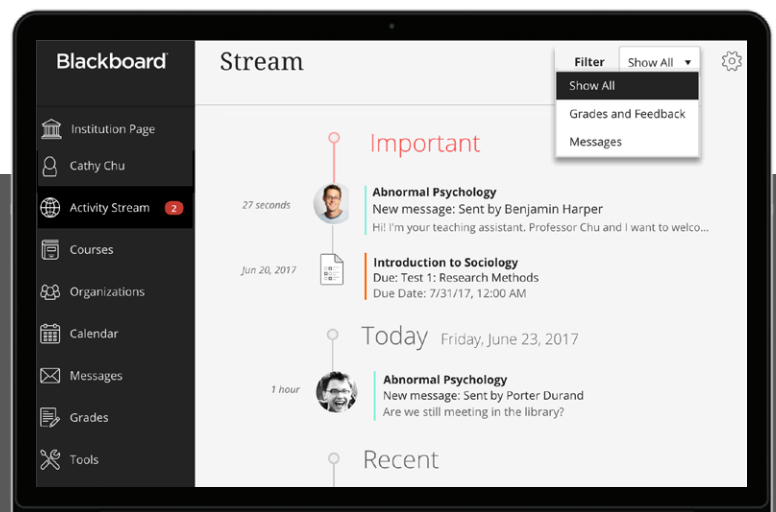 Blackboard
Institution Page
Cathy Chu
Activity Stream 2
Courses
Organizations
Calendar
Messages
Grades
Tools
Stream
Filter Show All
Show All
Grades and Feedback
Messages
Important
27 seconds
Abnormal Psychology
New message: Sent by Benjamin Harper
Hi! I'm your teaching assistant. Professor Chu and I want to welco...
Jun 20, 2017
Introduction to Sociology
Due: Test 1: Research Methods
Due Date: 7/31/17, 12:00 AM
Today Friday, June 23, 2017
1 hour
Abnormal Psychology
New message: Sent by Porter Durand
Are we still meeting in the library?
Recent